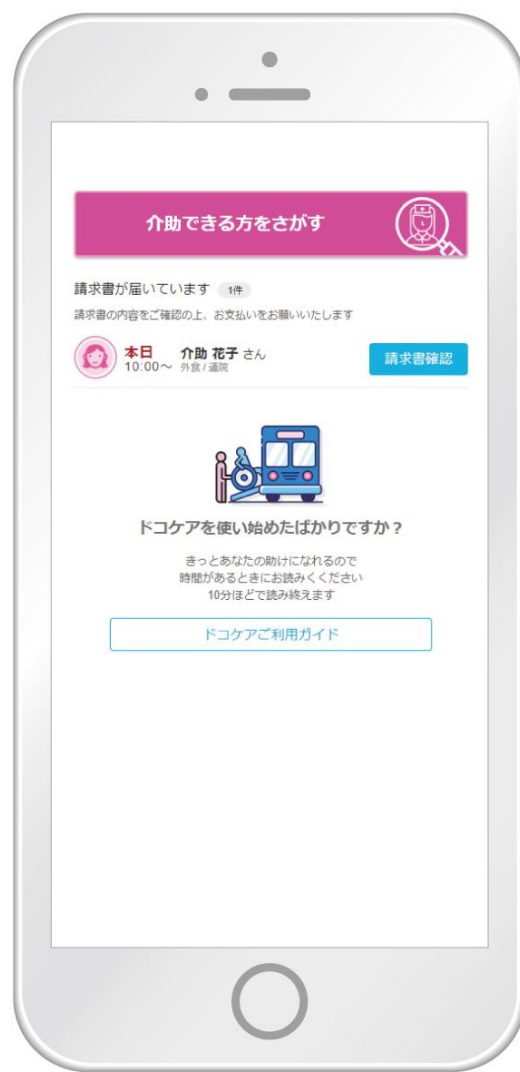 介助できる方をさがす
請求書が届いています 1件
請求書の内容をご確認の上、お支払いをお願いいたします
本日 介助 花子 さん
10:00～ 外食 / 通院
請求書確認
ドコケアを使い始めたばかりですか？
きっとあなたの助けになれるので
時間があるときにお読みください
10分ほどで読み終えます
ドコケアご利用ガイド